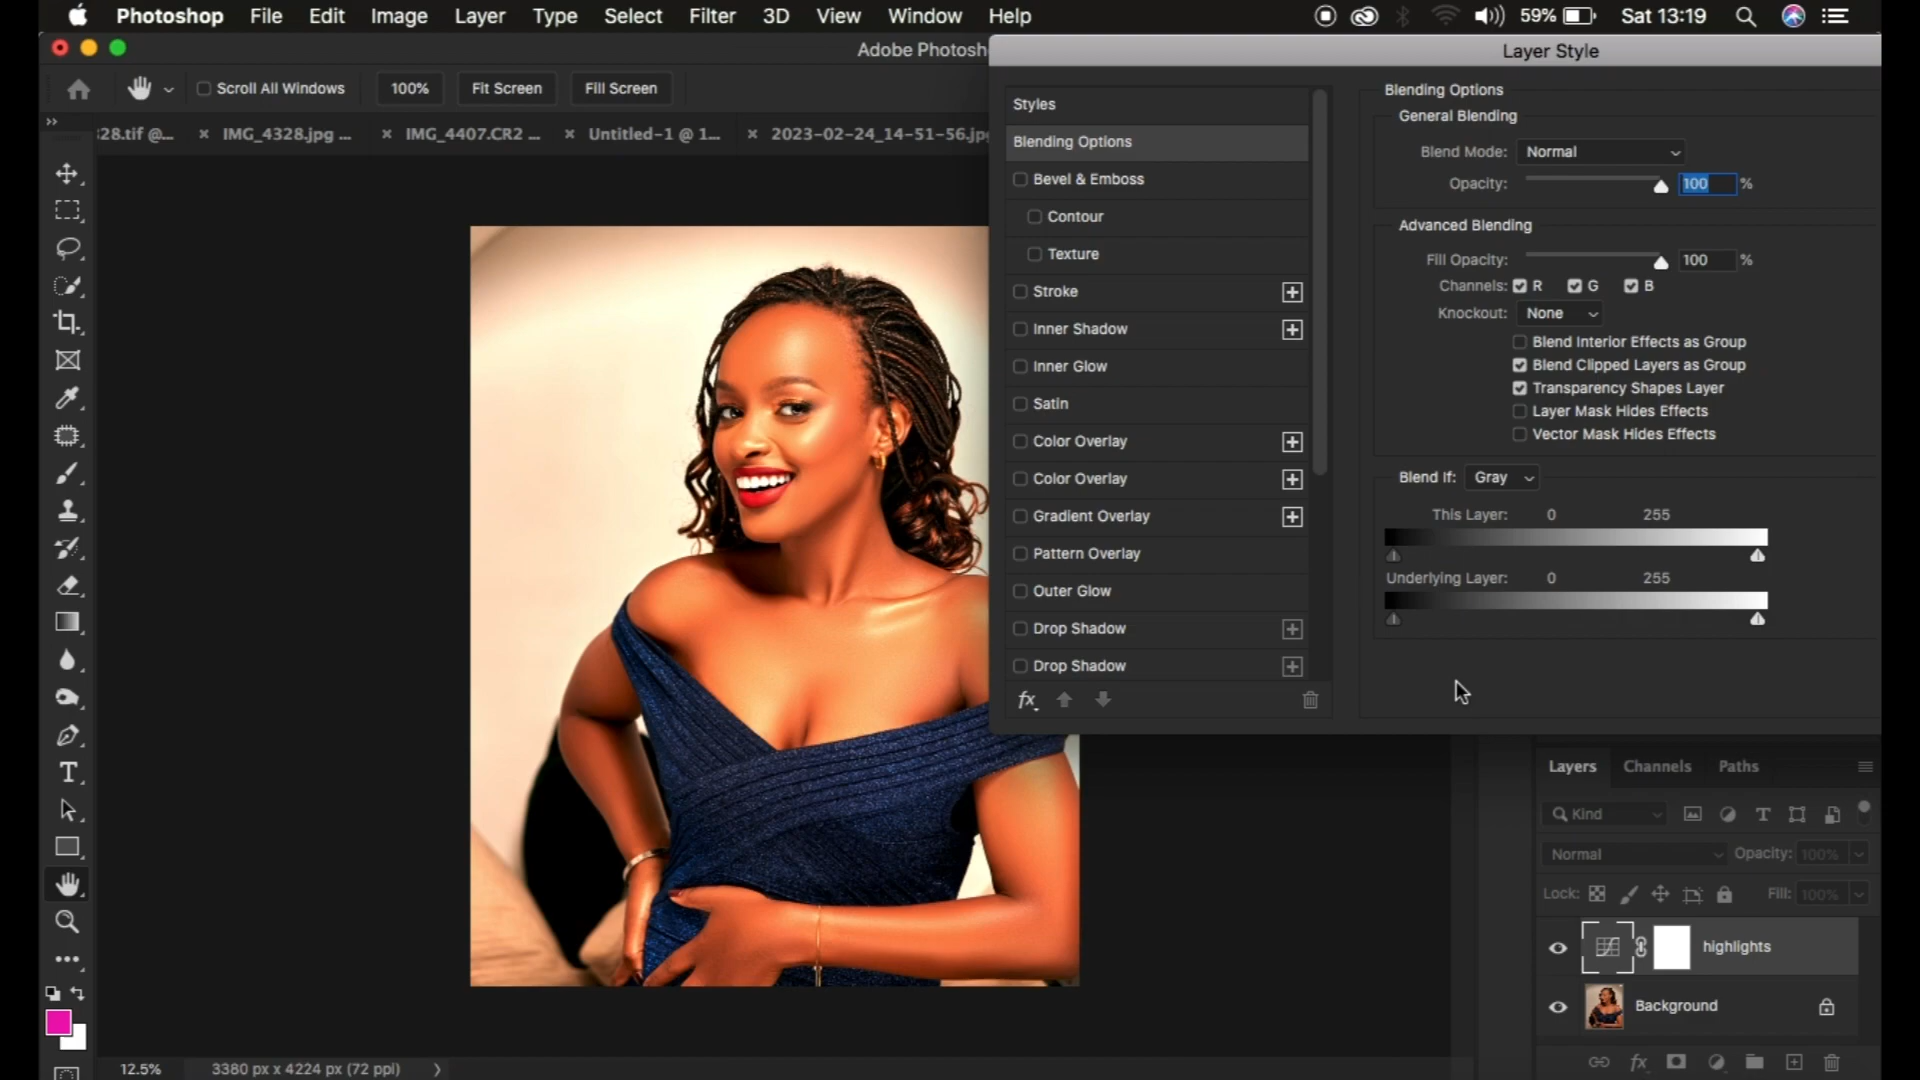 Photoshop File Edit Image Layer Type Select Filter 3D View Window Help 59% Sat 13:19
Adobe Photosh
Layer Style
Scroll All Windows 100% Fit Screen Fill Screen
328.tif @... × IMG_4328.jpg ... × IMG_4407.CR2 ... × Untitled-1 @ 1... × 2023-02-24_14-51-56.jpg
Styles
Blending Options
Bevel & Emboss
Contour
Texture
Stroke
Inner Shadow
Inner Glow
Satin
Color Overlay
Color Overlay
Gradient Overlay
Pattern Overlay
Outer Glow
Drop Shadow
Drop Shadow
fx
Blending Options
General Blending
Blend Mode: Normal
Opacity: 100 %
Advanced Blending
Fill Opacity: 100 %
Channels: R G B
Knockout: None
Blend Interior Effects as Group
Blend Clipped Layers as Group
Transparency Shapes Layer
Layer Mask Hides Effects
Vector Mask Hides Effects
Blend If: Gray
This Layer: 0 255
Underlying Layer: 0 255
Layers Channels Paths
Kind
Normal Opacity: 100%
Lock: Fill: 100%
highlights
Background
fx
12.5% 3380 px x 4224 px (72 ppi)